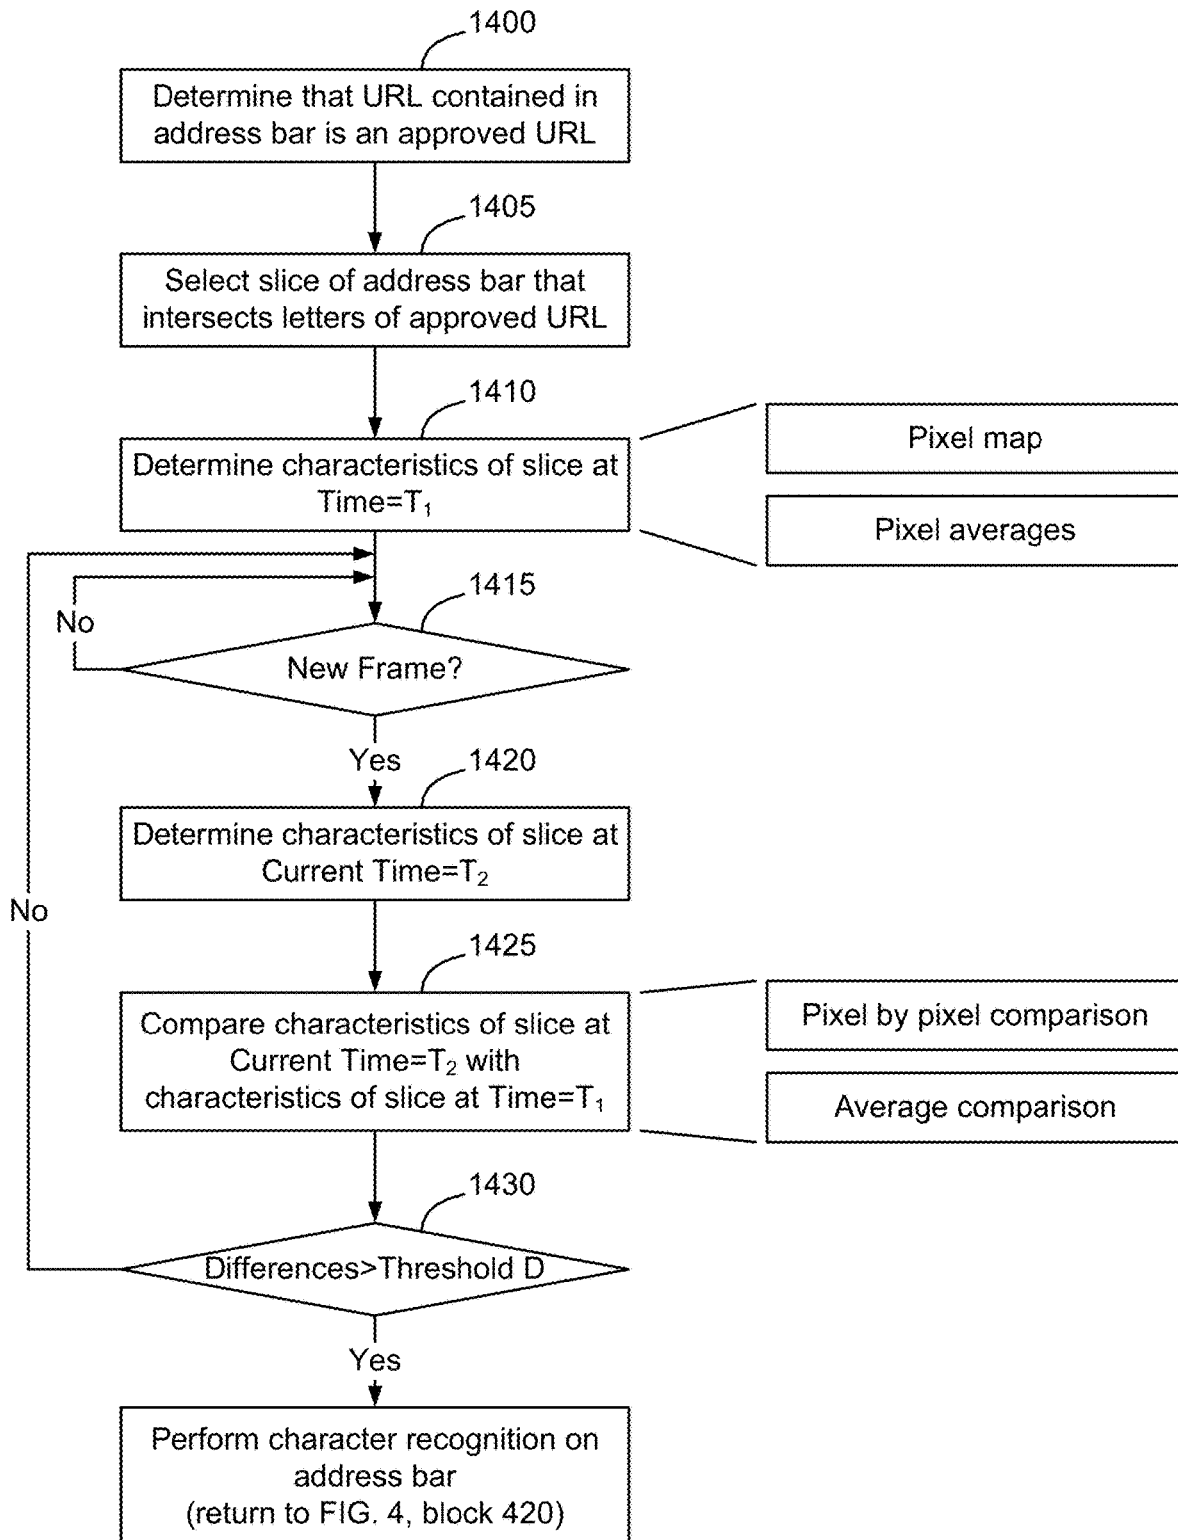 1400
Determine that URL contained in
address bar is an approved URL
1405
Select slice of address bar that
intersects letters of approved URL
1410
Determine characteristics of slice at
Time=T₁
Pixel map
Pixel averages
1415
No
New Frame?
Yes
1420
Determine characteristics of slice at
Current Time=T₂
No
1425
Compare characteristics of slice at
Current Time=T₂ with
characteristics of slice at Time=T₁
Pixel by pixel comparison
Average comparison
1430
Differences>Threshold D
Yes
Perform character recognition on
address bar
(return to FIG. 4, block 420)